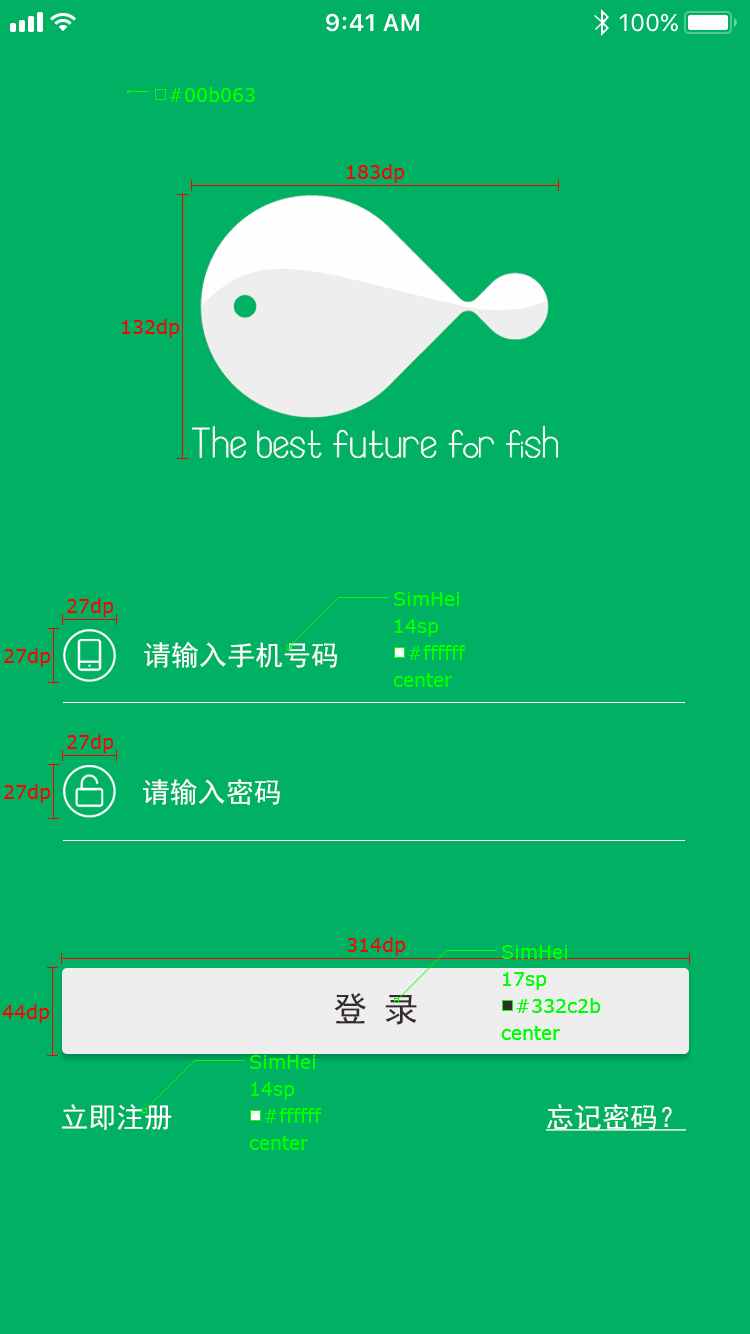 9:41 AM
100%
#00b063
183dp
132dp
The best future for fish
27dp
27dp
请输入手机号码
SimHei
14sp
#ffffff
center
27dp
27dp
请输入密码
314dp
44dp
登 录
SimHei
17sp
#332c2b
center
SimHei
14sp
#ffffff
center
立即注册
忘记密码?